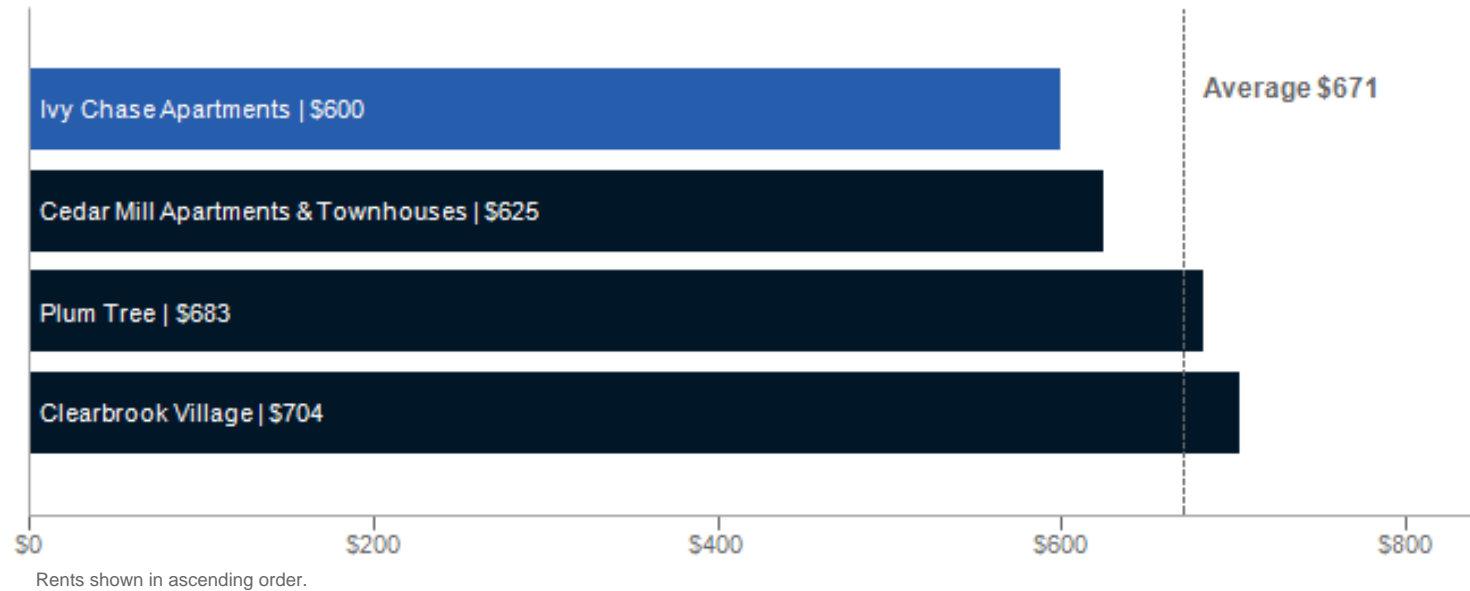 Average $671
Ivy Chase Apartments | $600
Cedar Mill Apartments & Townhouses | $625
Plum Tree | $683
Clearbrook Village | $704
$0 $200 $400 $600 $800
Rents shown in ascending order.